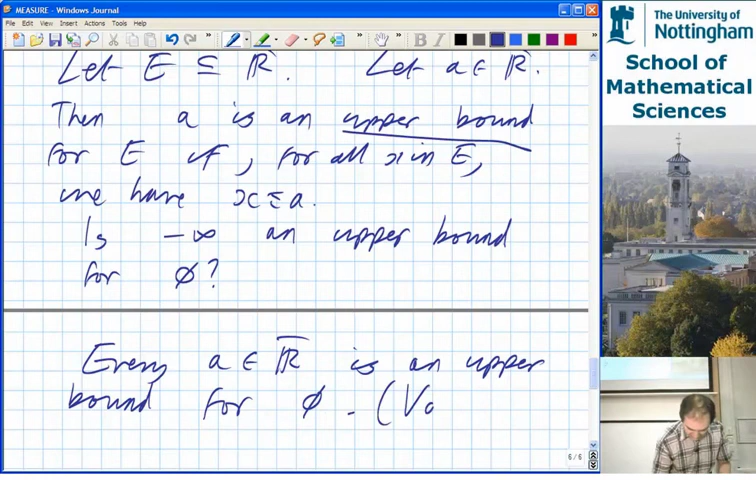 MEASURE - Windows Journal
File Edit View Insert Actions Tools Help
Let E ⊆ ℝ̅. Let a ∈ ℝ̅.
Then a is an upper bound
for E if, for all x in E,
we have x ≤ a.
Is -∞ an upper bound
for ∅?
Every a ∈ ℝ̅ is an upper
bound for ∅. (Va
6/6
The University of
Nottingham
School of
Mathematical
Sciences